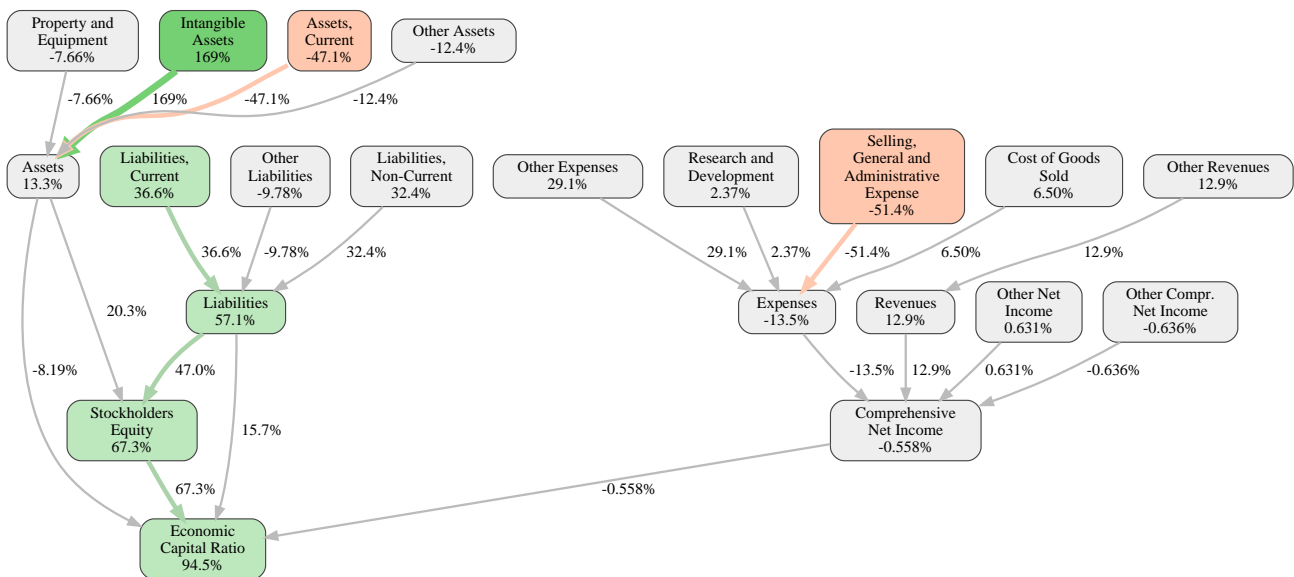 Property and
Equipment
-7.66%
Intangible
Assets
169%
Assets,
Current
-47.1%
Other Assets
-12.4%
-7.66%
169%
-47.1%
-12.4%
Assets
13.3%
Liabilities,
Current
36.6%
Other
Liabilities
-9.78%
Liabilities,
Non-Current
32.4%
Other Expenses
29.1%
Research and
Development
2.37%
Selling,
General and
Administrative
Expense
-51.4%
Cost of Goods
Sold
6.50%
Other Revenues
12.9%
36.6%
-9.78%
32.4%
29.1%
2.37%
-51.4%
6.50%
12.9%
Liabilities
57.1%
Expenses
-13.5%
Revenues
12.9%
Other Net
Income
0.631%
Other Compr.
Net Income
-0.636%
20.3%
-8.19%
47.0%
-13.5%
12.9%
0.631%
-0.636%
Stockholders
Equity
67.3%
15.7%
Comprehensive
Net Income
-0.558%
67.3%
-0.558%
Economic
Capital Ratio
94.5%